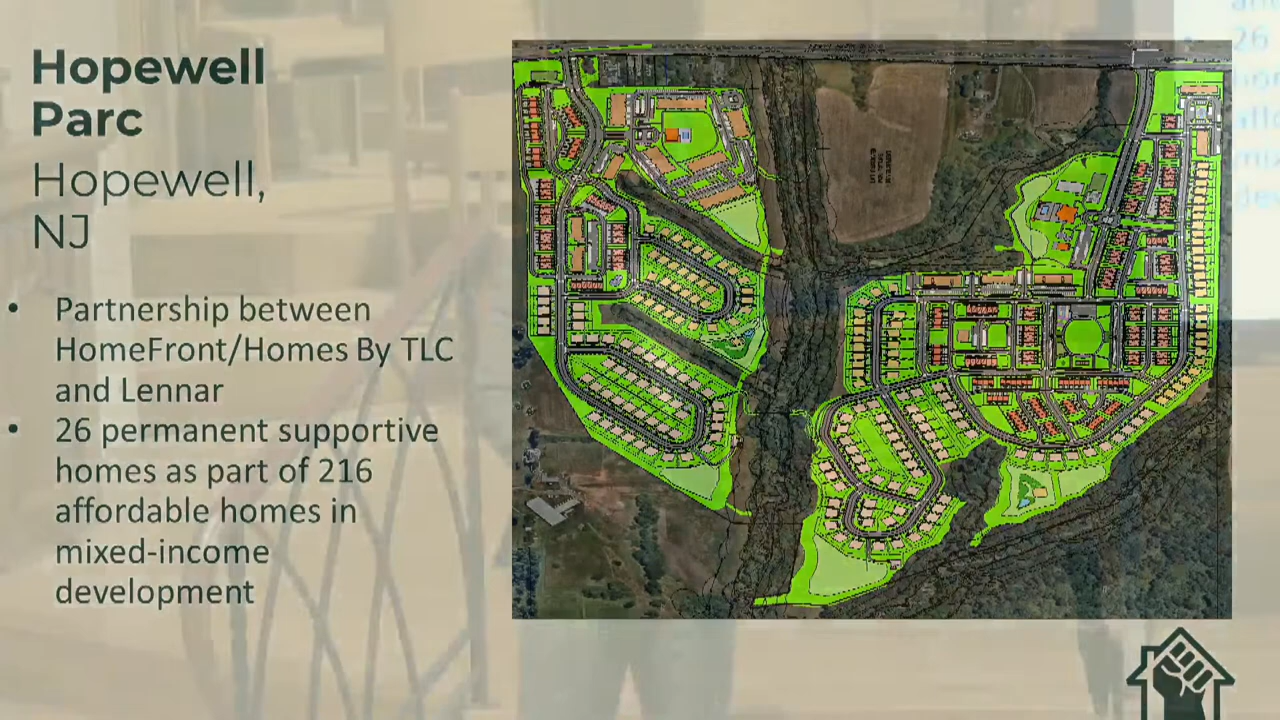 Hopewell
Parc
Hopewell,
NJ
• Partnership between
HomeFront/Homes By TLC
and Lennar
• 26 permanent supportive
homes as part of 216
affordable homes in
mixed-income
development
26